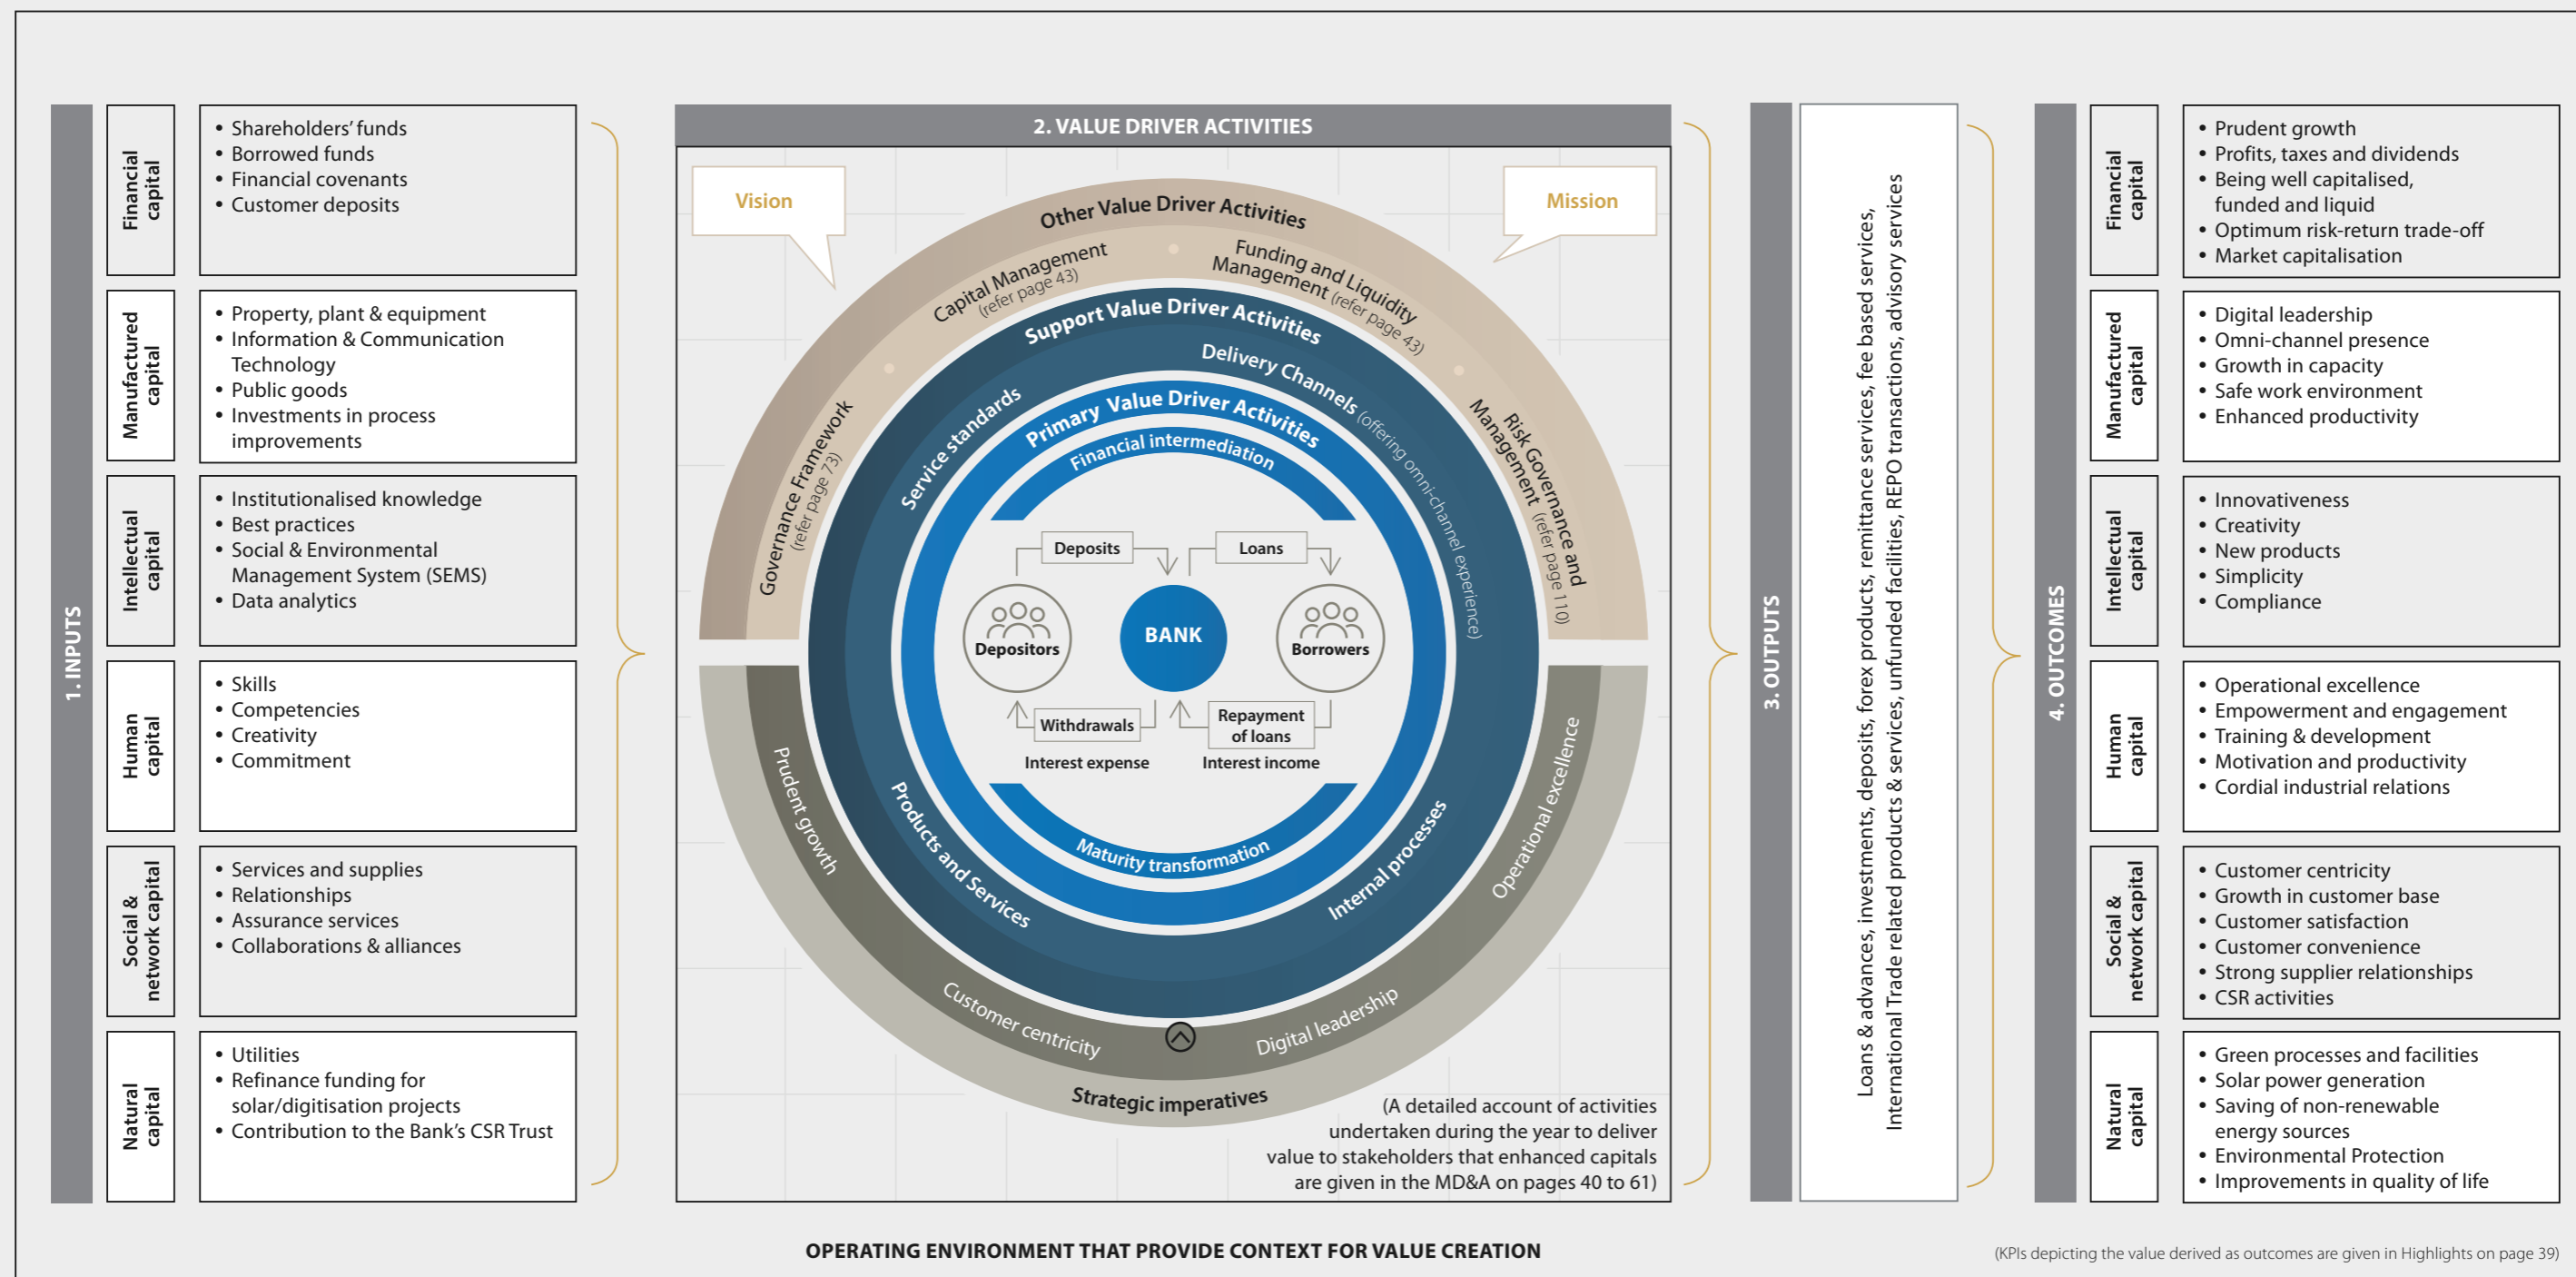 1. INPUTS
Financial
capital
• Shareholders' funds
• Borrowed funds
• Financial covenants
• Customer deposits
Manufactured
capital
• Property, plant & equipment
• Information & Communication
Technology
• Public goods
• Investments in process
improvements
Intellectual
capital
• Institutionalised knowledge
• Best practices
• Social & Environmental
Management System (SEMS)
• Data analytics
Human
capital
• Skills
• Competencies
• Creativity
• Commitment
Social &
network capital
• Services and supplies
• Relationships
• Assurance services
• Collaborations & alliances
Natural
capital
• Utilities
• Refinance funding for
solar/digitisation projects
• Contribution to the Bank's CSR Trust
2. VALUE DRIVER ACTIVITIES
Vision
Mission
Other Value Driver Activities
Governance Framework
(refer page 73)
Capital Management
(refer page 43)
Funding and Liquidity
Management (refer page 43)
Risk Governance and
Management (refer page 110)
Support Value Driver Activities
Service standards
Delivery Channels (offering omni-channel experience)
Primary Value Driver Activities
Financial intermediation
Deposits
Loans
Depositors
BANK
Borrowers
Withdrawals
Repayment
of loans
Interest expense
Interest income
Maturity transformation
Products and Services
Internal processes
Prudent growth
Customer centricity
Digital leadership
Operational excellence
Strategic imperatives
(A detailed account of activities
undertaken during the year to deliver
value to stakeholders that enhanced capitals
are given in the MD&A on pages 40 to 61)
3. OUTPUTS
Loans & advances, investments, deposits, forex products, remittance services, fee based services,
International Trade related products & services, unfunded facilities, REPO transactions, advisory services
4. OUTCOMES
Financial
capital
• Prudent growth
• Profits, taxes and dividends
• Being well capitalised,
funded and liquid
• Optimum risk-return trade-off
• Market capitalisation
Manufactured
capital
• Digital leadership
• Omni-channel presence
• Growth in capacity
• Safe work environment
• Enhanced productivity
Intellectual
capital
• Innovativeness
• Creativity
• New products
• Simplicity
• Compliance
Human
capital
• Operational excellence
• Empowerment and engagement
• Training & development
• Motivation and productivity
• Cordial industrial relations
Social &
network capital
• Customer centricity
• Growth in customer base
• Customer satisfaction
• Customer convenience
• Strong supplier relationships
• CSR activities
Natural
capital
• Green processes and facilities
• Solar power generation
• Saving of non-renewable
energy sources
• Environmental Protection
• Improvements in quality of life
OPERATING ENVIRONMENT THAT PROVIDE CONTEXT FOR VALUE CREATION
(KPIs depicting the value derived as outcomes are given in Highlights on page 39)